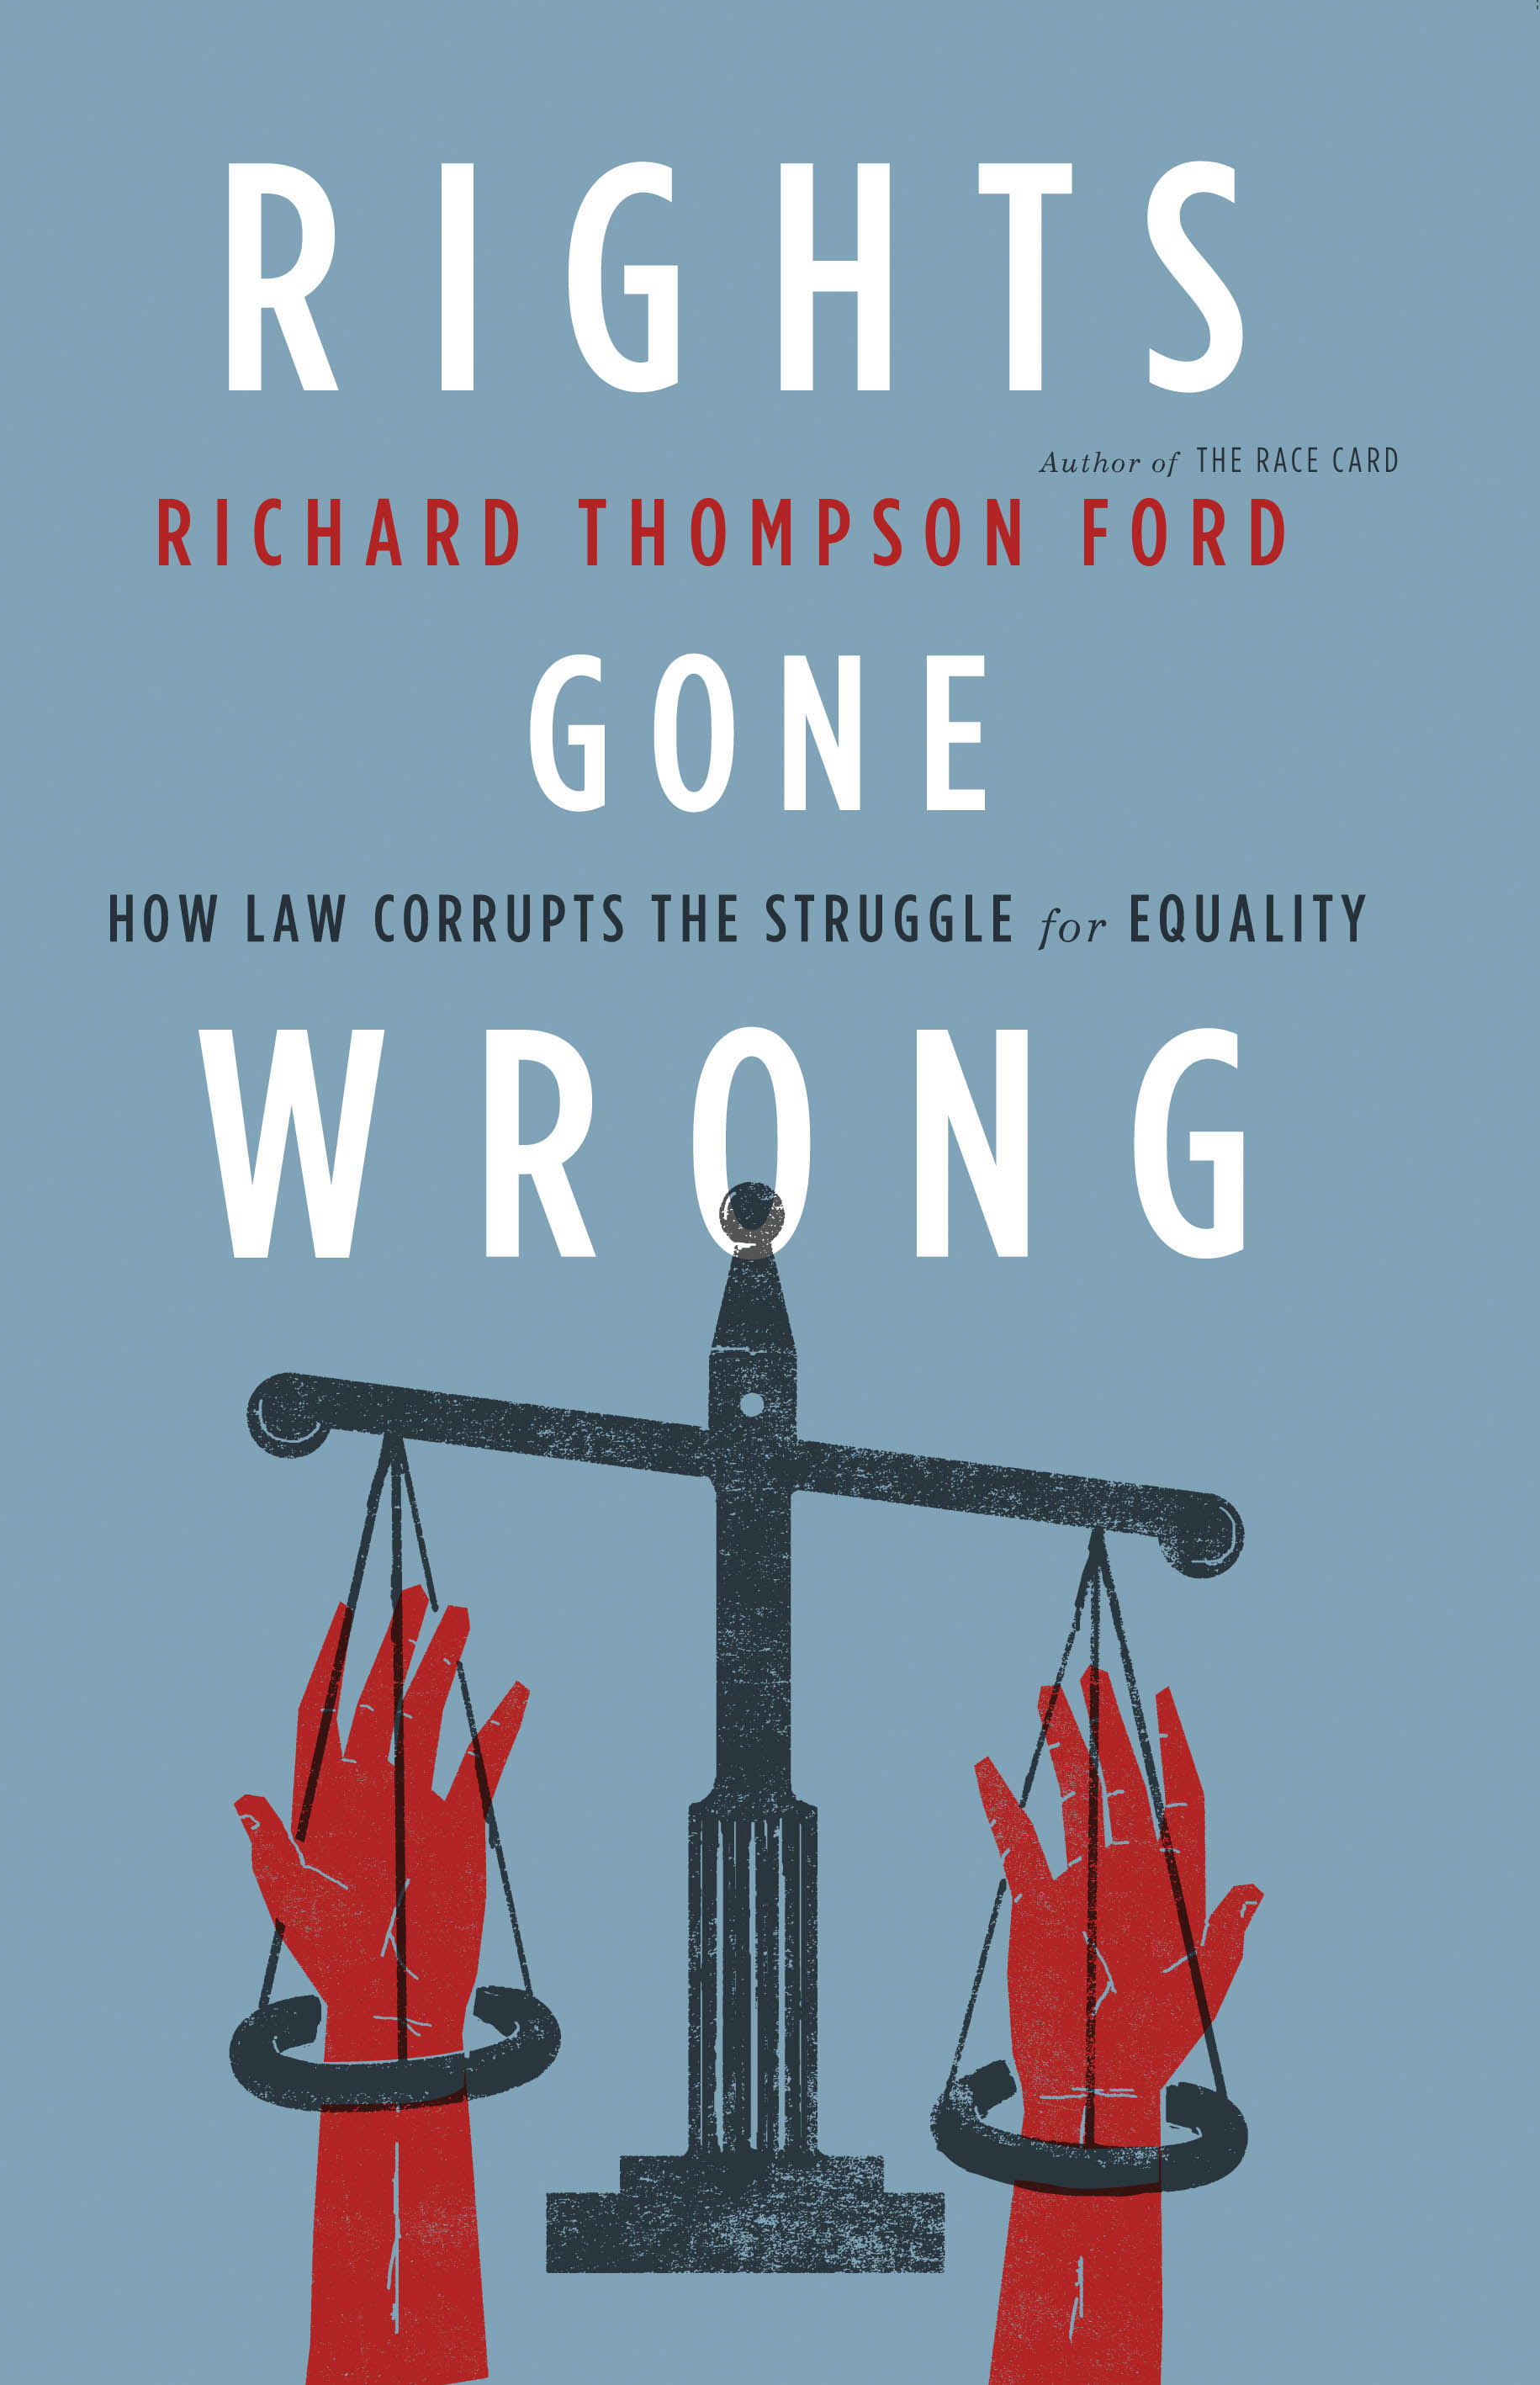 RIGHTS
Author of THE RACE CARD
RICHARD THOMPSON FORD
GONE
HOW LAW CORRUPTS THE STRUGGLE for EQUALITY
WRONG